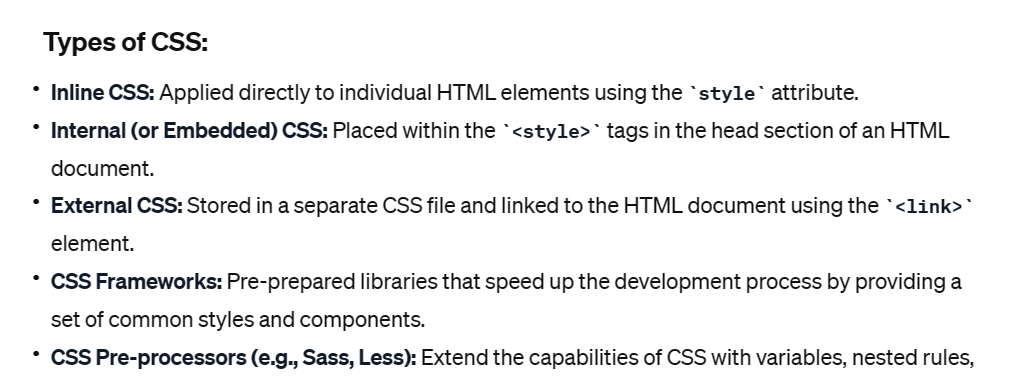 Types of CSS:
• Inline CSS: Applied directly to individual HTML elements using the `style` attribute.
• Internal (or Embedded) CSS: Placed within the `<style>` tags in the head section of an HTML
document.
• External CSS: Stored in a separate CSS file and linked to the HTML document using the `<link>`
element.
• CSS Frameworks: Pre-prepared libraries that speed up the development process by providing a
set of common styles and components.
• CSS Pre-processors (e.g., Sass, Less): Extend the capabilities of CSS with variables, nested rules,